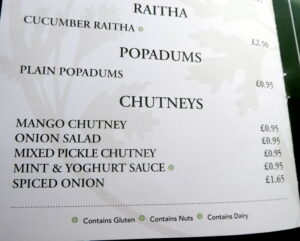 RAITHA
CUCUMBER RAITHA
£2.50
POPADUMS
PLAIN POPADUMS
£0.95
CHUTNEYS
MANGO CHUTNEY £0.95
ONION SALAD £0.95
MIXED PICKLE CHUTNEY £0.95
MINT & YOGHURT SAUCE £0.95
SPICED ONION £1.65
Contains Gluten Contains Nuts Contains Dairy